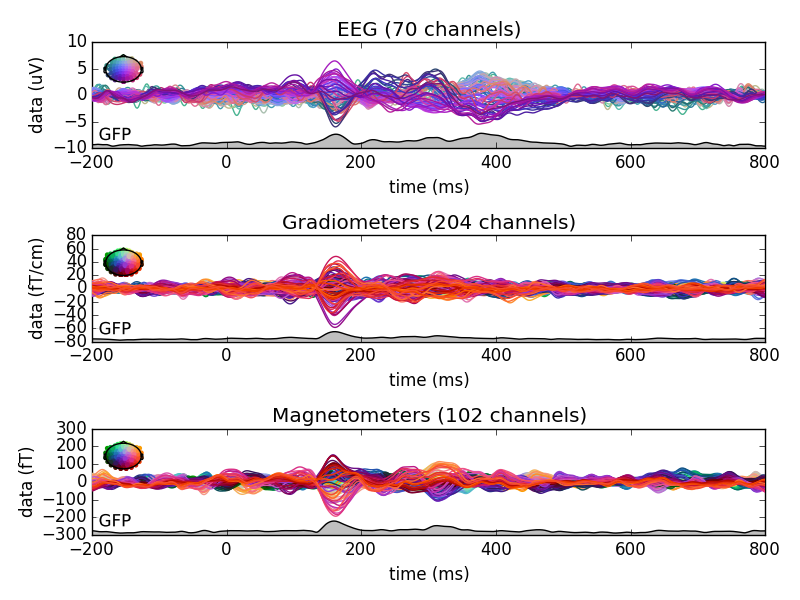 EEG (70 channels)
data (uV)
10
5
0
−5
−10
GFP
−200 0 200 400 600 800
time (ms)
Gradiometers (204 channels)
data (fT/cm)
80
60
40
20
0
−20
−40
−60
−80
GFP
−200 0 200 400 600 800
time (ms)
Magnetometers (102 channels)
data (fT)
300
200
100
0
−100
−200
−300
GFP
−200 0 200 400 600 800
time (ms)